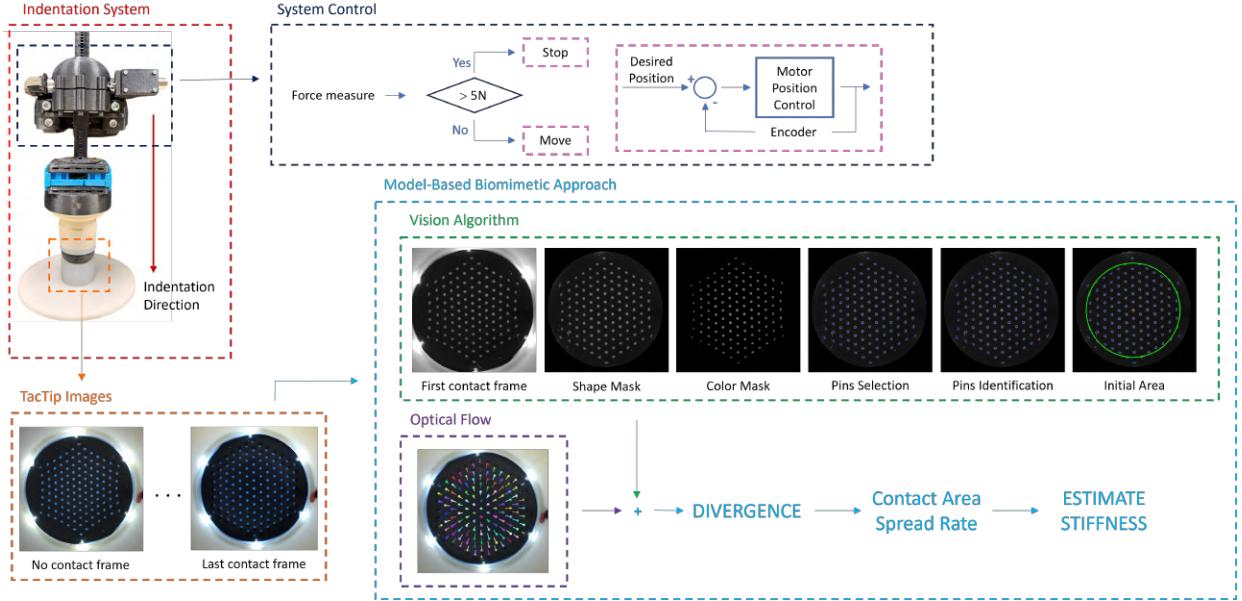 Indentation System
System Control
Force measure
> 5N
Yes
Stop
No
Move
Desired
Position
+
-
Motor
Position
Control
Encoder
Indentation
Direction
Model-Based Biomimetic Approach
Vision Algorithm
First contact frame
Shape Mask
Color Mask
Pins Selection
Pins Identification
Initial Area
TacTip Images
. . .
No contact frame
Last contact frame
Optical Flow
+
DIVERGENCE
Contact Area
Spread Rate
ESTIMATE
STIFFNESS